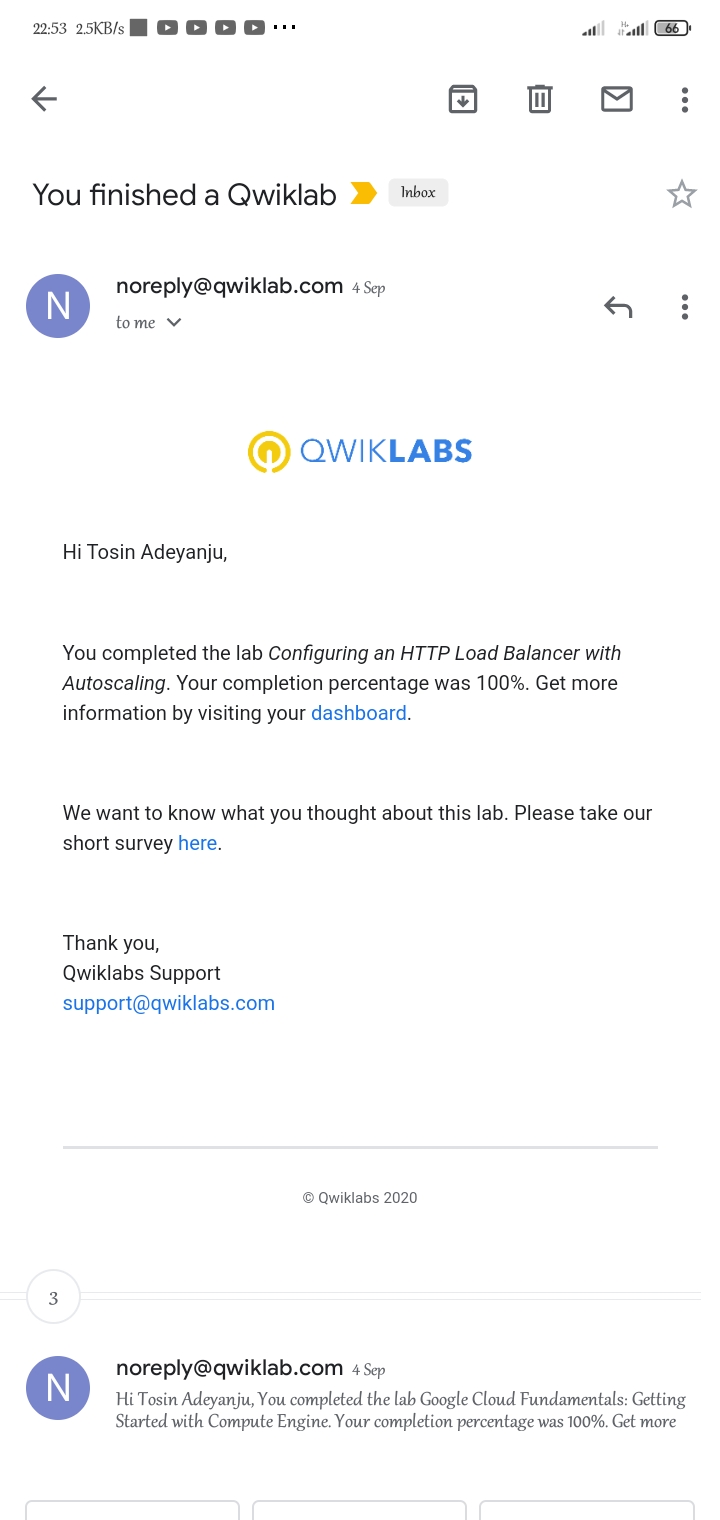 22:53 2.5KB/s
H+
66
You finished a Qwiklab
Inbox
noreply@qwiklab.com 4 Sep
to me
N
QWIKLABS
Hi Tosin Adeyanju,
You completed the lab Configuring an HTTP Load Balancer with
Autoscaling. Your completion percentage was 100%. Get more
information by visiting your dashboard.
We want to know what you thought about this lab. Please take our
short survey here.
Thank you,
Qwiklabs Support
support@qwiklabs.com
© Qwiklabs 2020
3
N
noreply@qwiklab.com 4 Sep
Hi Tosin Adeyanju, You completed the lab Google Cloud Fundamentals: Getting
Started with Compute Engine. Your completion percentage was 100%. Get more